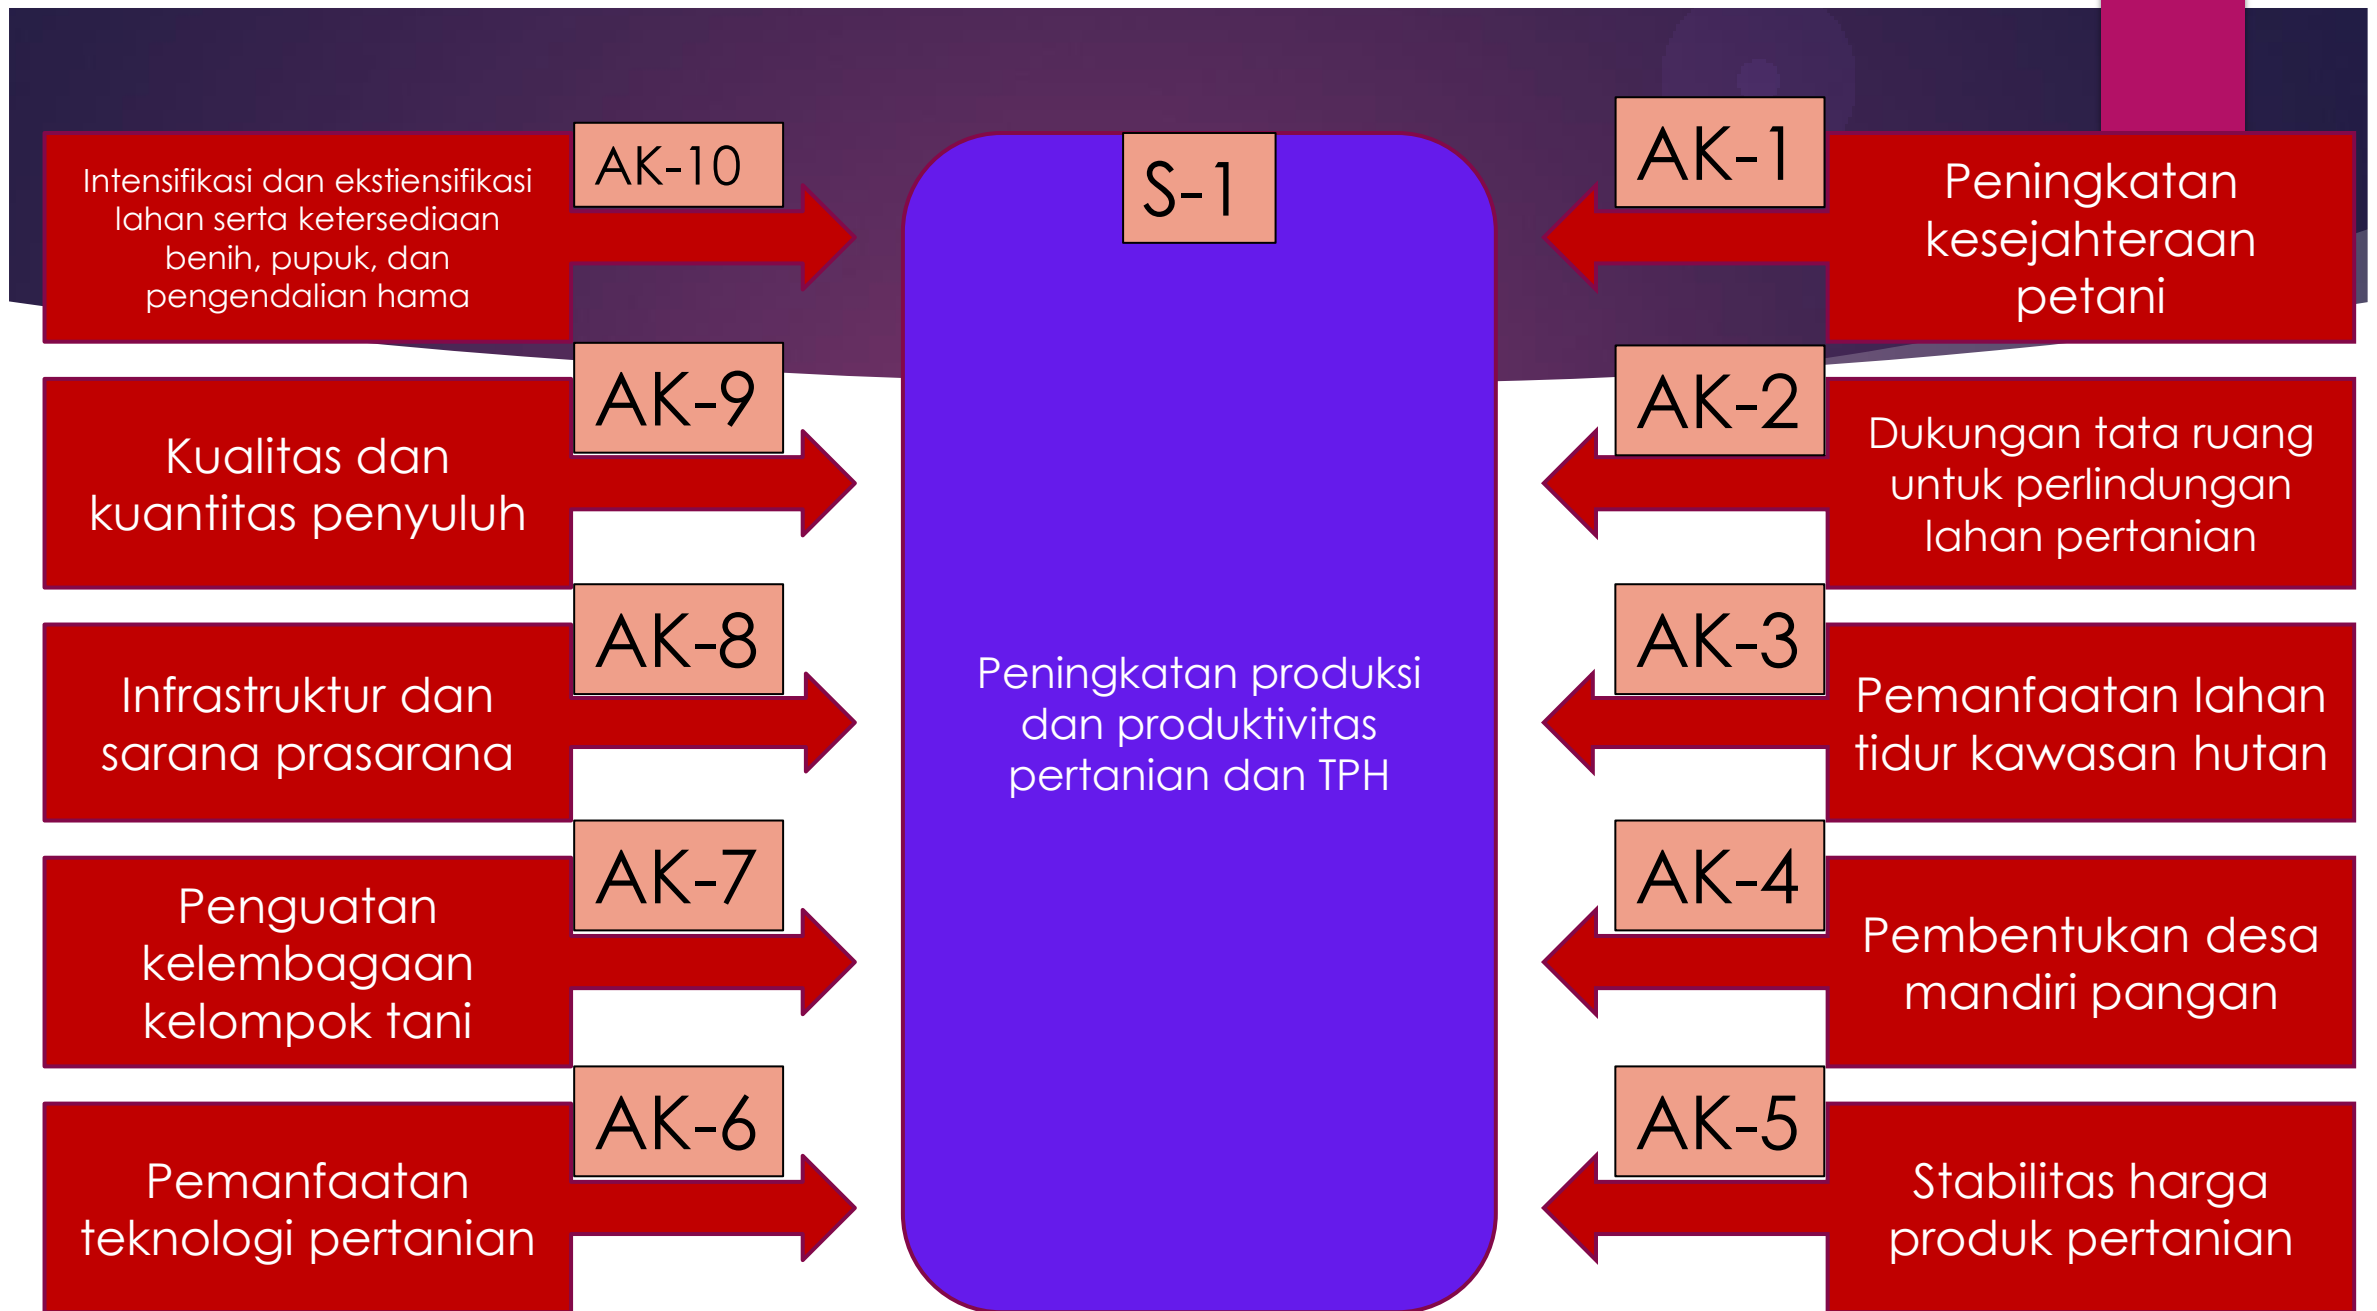 AK-10
Intensifikasi dan ekstiensifikasi
lahan serta ketersediaan
benih, pupuk, dan
pengendalian hama
AK-9
Kualitas dan
kuantitas penyuluh
AK-8
Infrastruktur dan
sarana prasarana
AK-7
Penguatan
kelembagaan
kelompok tani
AK-6
Pemanfaatan
teknologi pertanian
S-1
Peningkatan produksi
dan produktivitas
pertanian dan TPH
AK-1
Peningkatan
kesejahteraan
petani
AK-2
Dukungan tata ruang
untuk perlindungan
lahan pertanian
AK-3
Pemanfaatan lahan
tidur kawasan hutan
AK-4
Pembentukan desa
mandiri pangan
AK-5
Stabilitas harga
produk pertanian